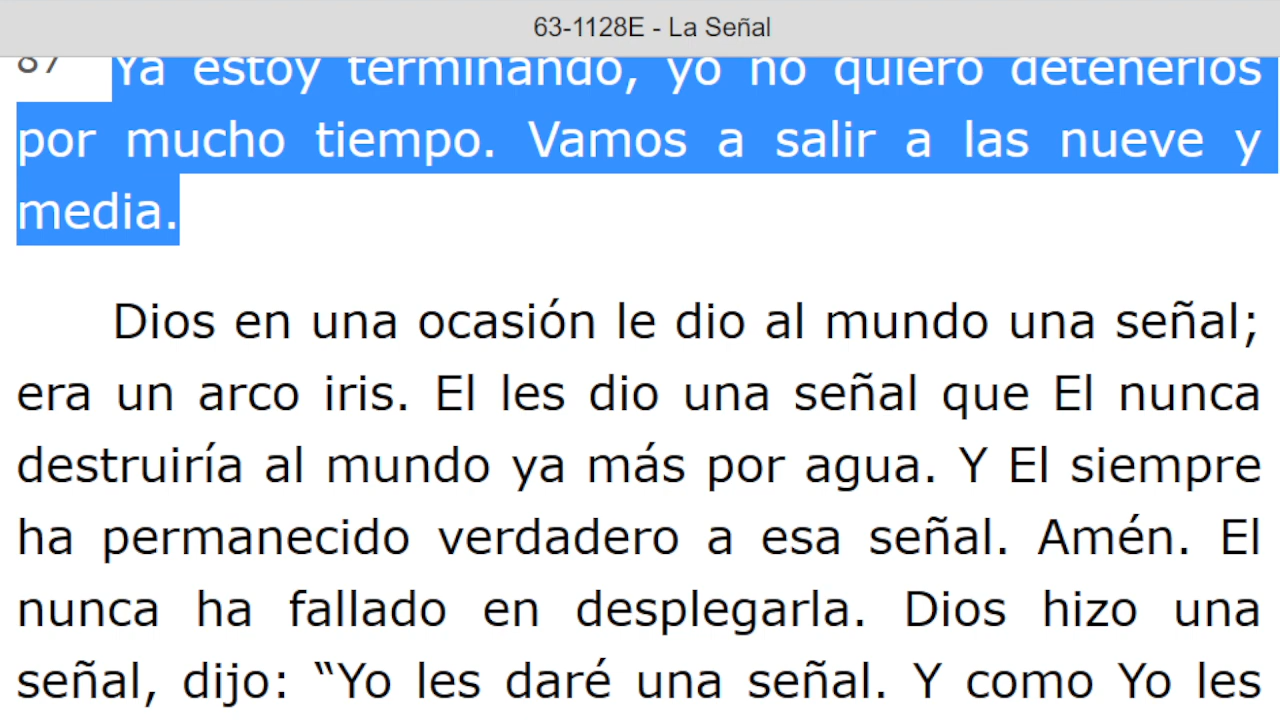 63-1128E - La Señal
87 Ya estoy terminando, yo no quiero detenerlos
por mucho tiempo. Vamos a salir a las nueve y
media.
Dios en una ocasión le dio al mundo una señal;
era un arco iris. El les dio una señal que El nunca
destruiría al mundo ya más por agua. Y El siempre
ha permanecido verdadero a esa señal. Amén. El
nunca ha fallado en desplegarla. Dios hizo una
señal, dijo: “Yo les daré una señal. Y como Yo les